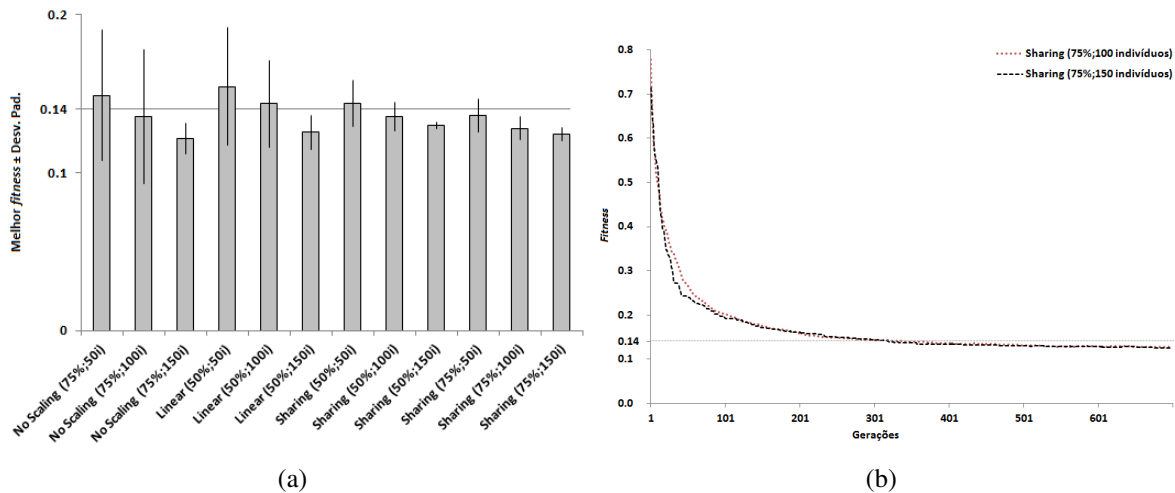 0.2
0.14
0.1
0
Melhor fitness ± Desv. Pad.
No Scaling (75%;50I)
No Scaling (75%;100I)
No Scaling (75%;150I)
Linear (50%;50I)
Linear (50%;100I)
Linear (50%;150I)
Sharing (50%;50I)
Sharing (50%;100I)
Sharing (50%;150I)
Sharing (75%;50I)
Sharing (75%;100I)
Sharing (75%;150I)
(a)
0.8
0.7
0.6
0.5
0.4
0.3
0.2
0.14
0.1
0.0
Fitness
Sharing (75%;100 indivíduos)
Sharing (75%;150 indivíduos)
1 101 201 301 401 501 601
Gerações
(b)